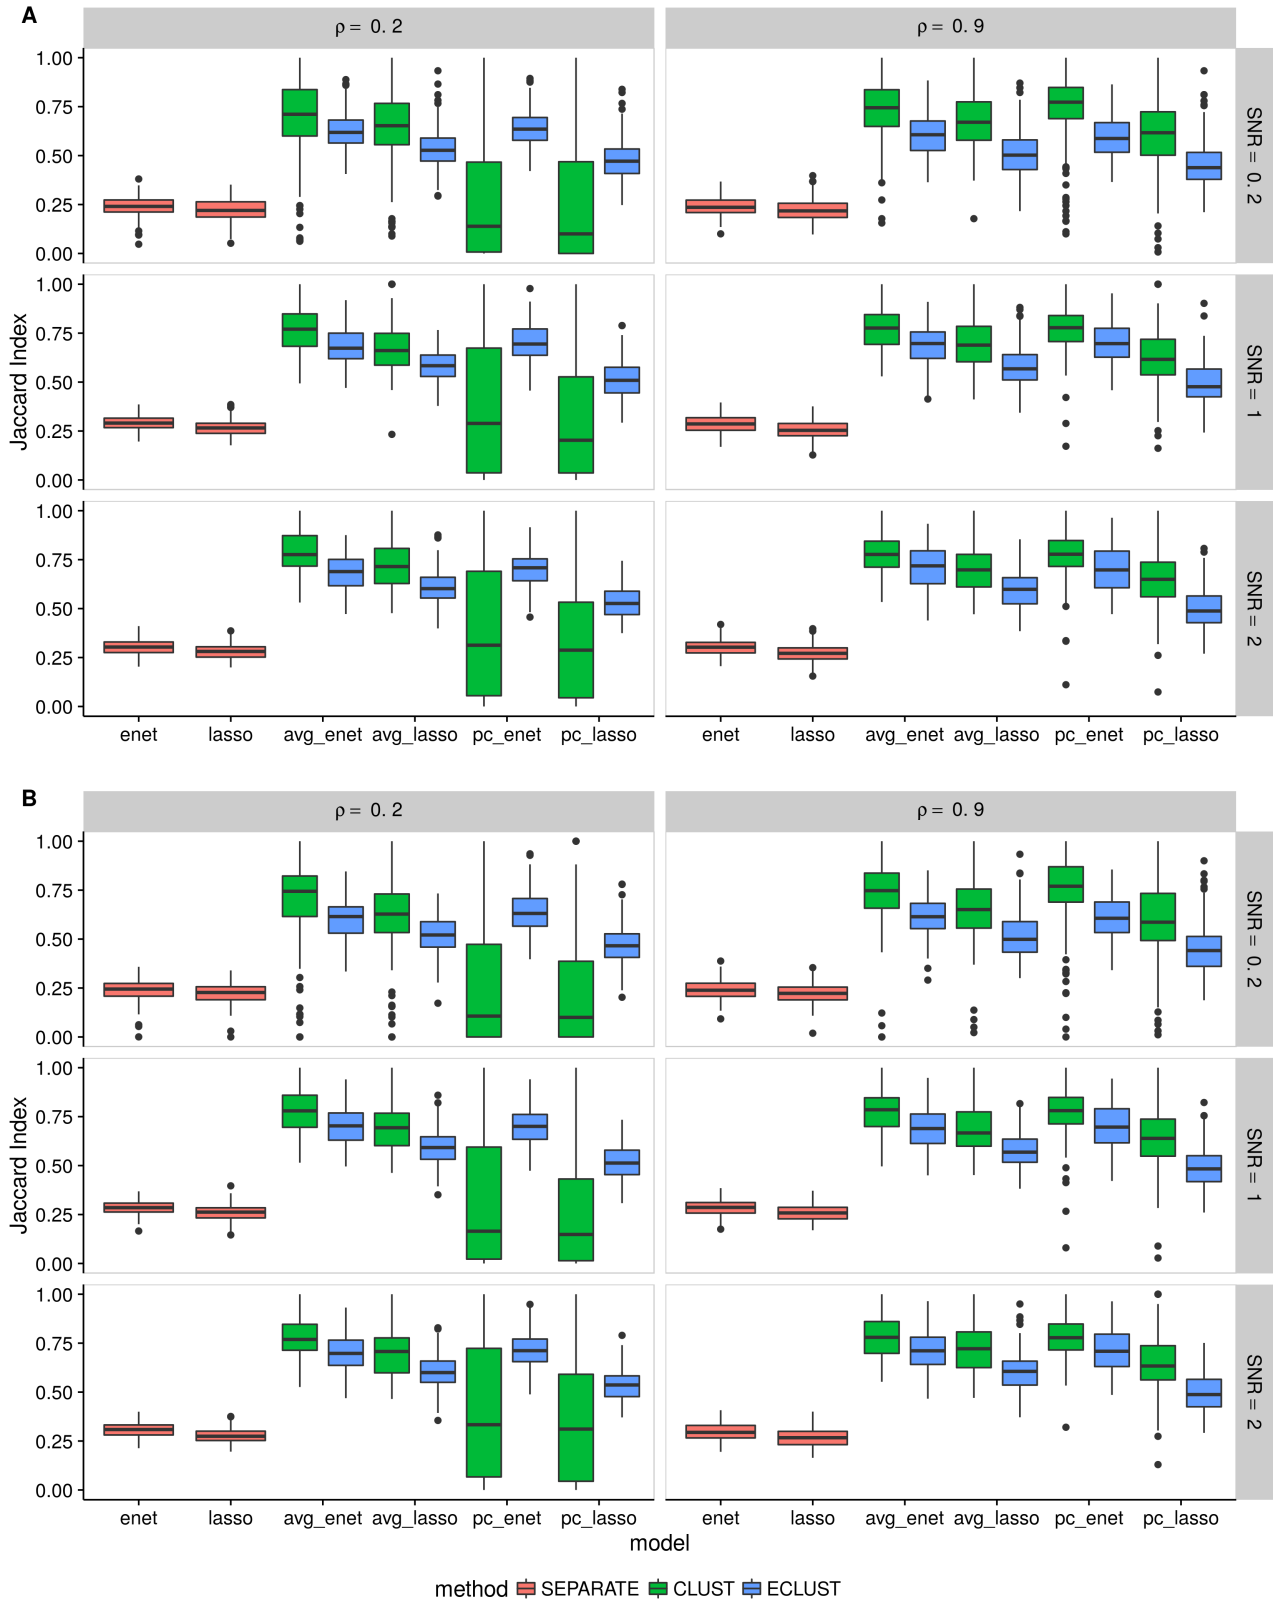 A
ρ = 0.2
ρ = 0.9
1.00
0.75
0.50
0.25
0.00
SNR = 0.2
1.00
0.75
0.50
0.25
0.00
SNR = 1
Jaccard Index
1.00
0.75
0.50
0.25
0.00
SNR = 2
enet lasso avg_enet avg_lasso pc_enet pc_lasso
enet lasso avg_enet avg_lasso pc_enet pc_lasso
B
ρ = 0.2
ρ = 0.9
1.00
0.75
0.50
0.25
0.00
SNR = 0.2
1.00
0.75
0.50
0.25
0.00
SNR = 1
Jaccard Index
1.00
0.75
0.50
0.25
0.00
SNR = 2
enet lasso avg_enet avg_lasso pc_enet pc_lasso
enet lasso avg_enet avg_lasso pc_enet pc_lasso
model
method SEPARATE CLUST ECLUST